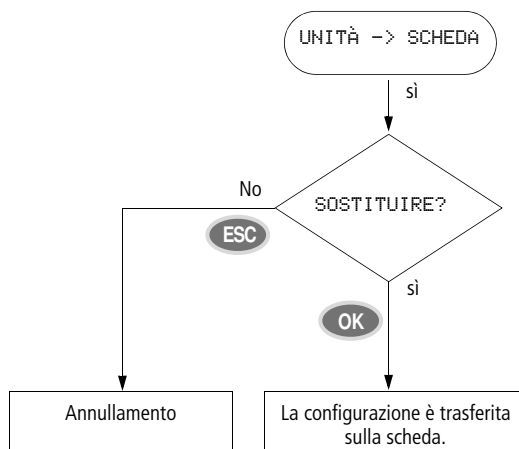 UNITÀ -> SCHEDA
sì
No
SOSTITUIRE?
ESC
sì
OK
Annullamento
La configurazione è trasferita
sulla scheda.